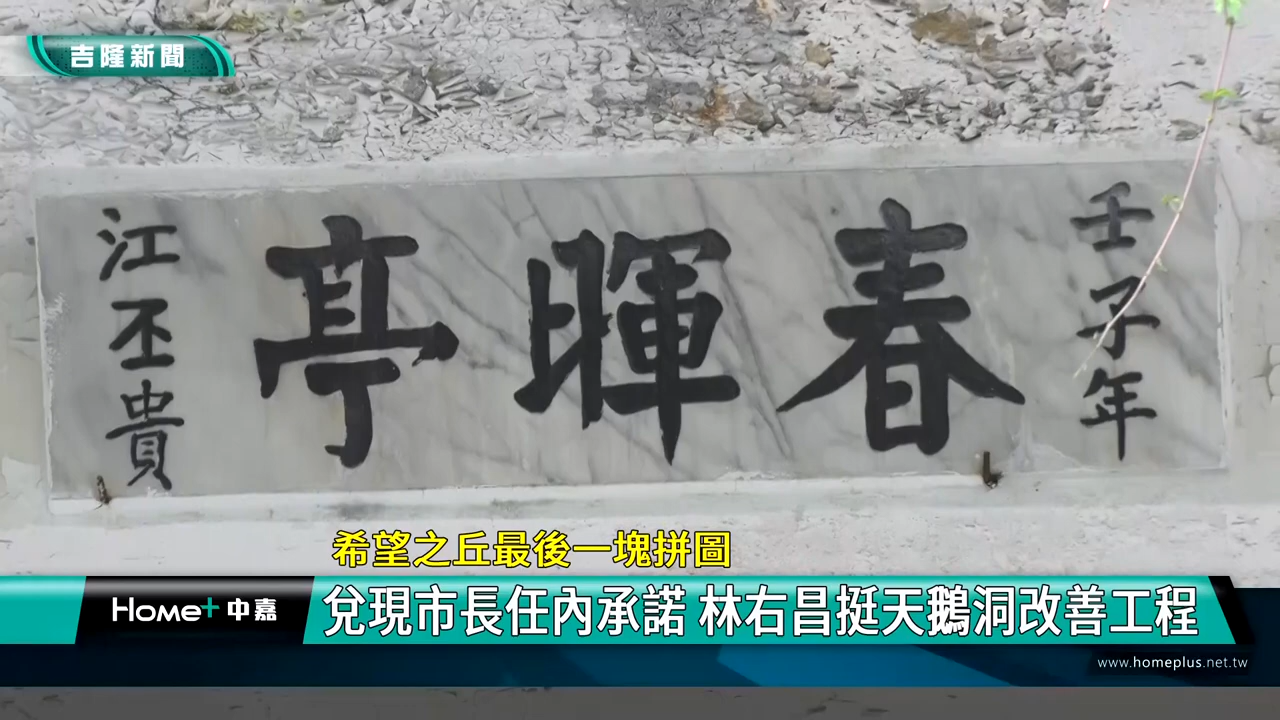 吉隆新聞
壬子年
春暉亭
江丕貴
希望之丘最後一塊拼圖
Home+中嘉
兌現市長任內承諾 林右昌挺天鵝洞改善工程
www.homeplus.net.tw